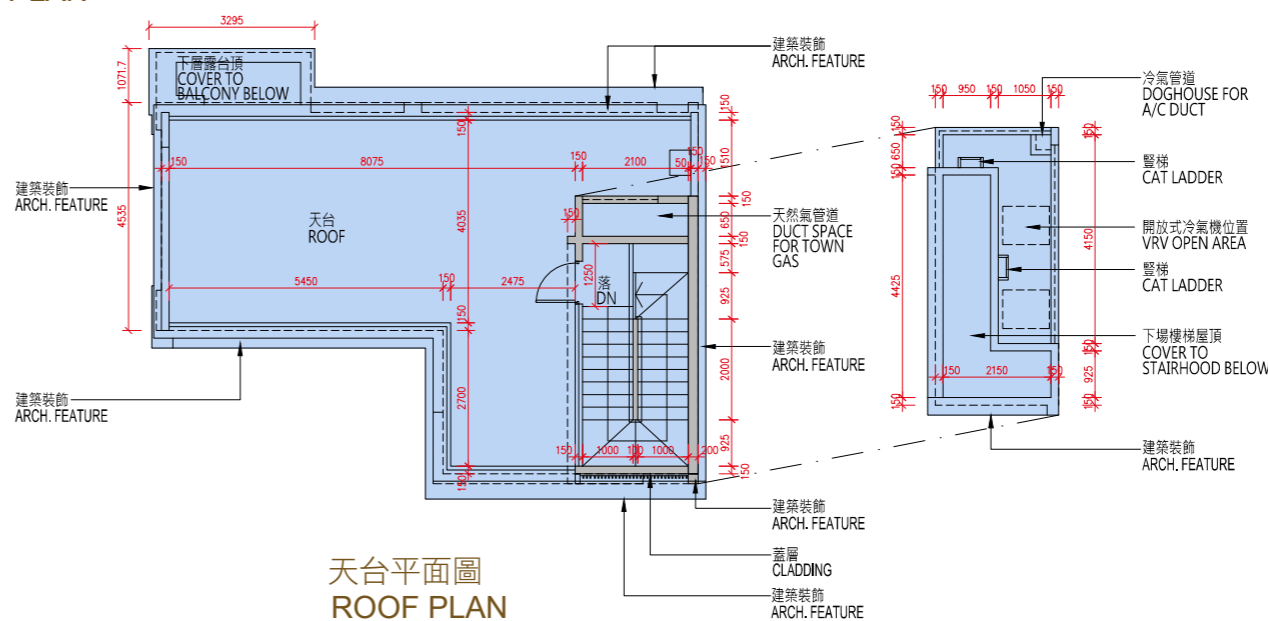 3295
1071.7
下層露台頂
COVER TO
BALCONY BELOW
建築裝飾
ARCH. FEATURE
150
150
150
8075
150
2100
50
150
150
510
建築裝飾
ARCH. FEATURE
4535
天台
ROOF
4035
150
天然氣管道
DUCT SPACE
FOR TOWN
GAS
150
650
150
575
1250
落
DN
925
5450
150
2475
150
建築裝飾
ARCH. FEATURE
2000
建築裝飾
ARCH. FEATURE
2700
925
150
1000
100
1000
200
150
150
建築裝飾
ARCH. FEATURE
蓋層
CLADDING
建築裝飾
ARCH. FEATURE
150
950
150
1050
150
冷氣管道
DOGHOUSE FOR
A/C DUCT
150
650
150
150
豎梯
CAT LADDER
開放式冷氣機位置
VRV OPEN AREA
4150
4425
豎梯
CAT LADDER
下場樓梯屋頂
COVER TO
STAIRHOOD BELOW
150
150
2150
150
925
150
150
建築裝飾
ARCH. FEATURE
天台平面圖
ROOF PLAN